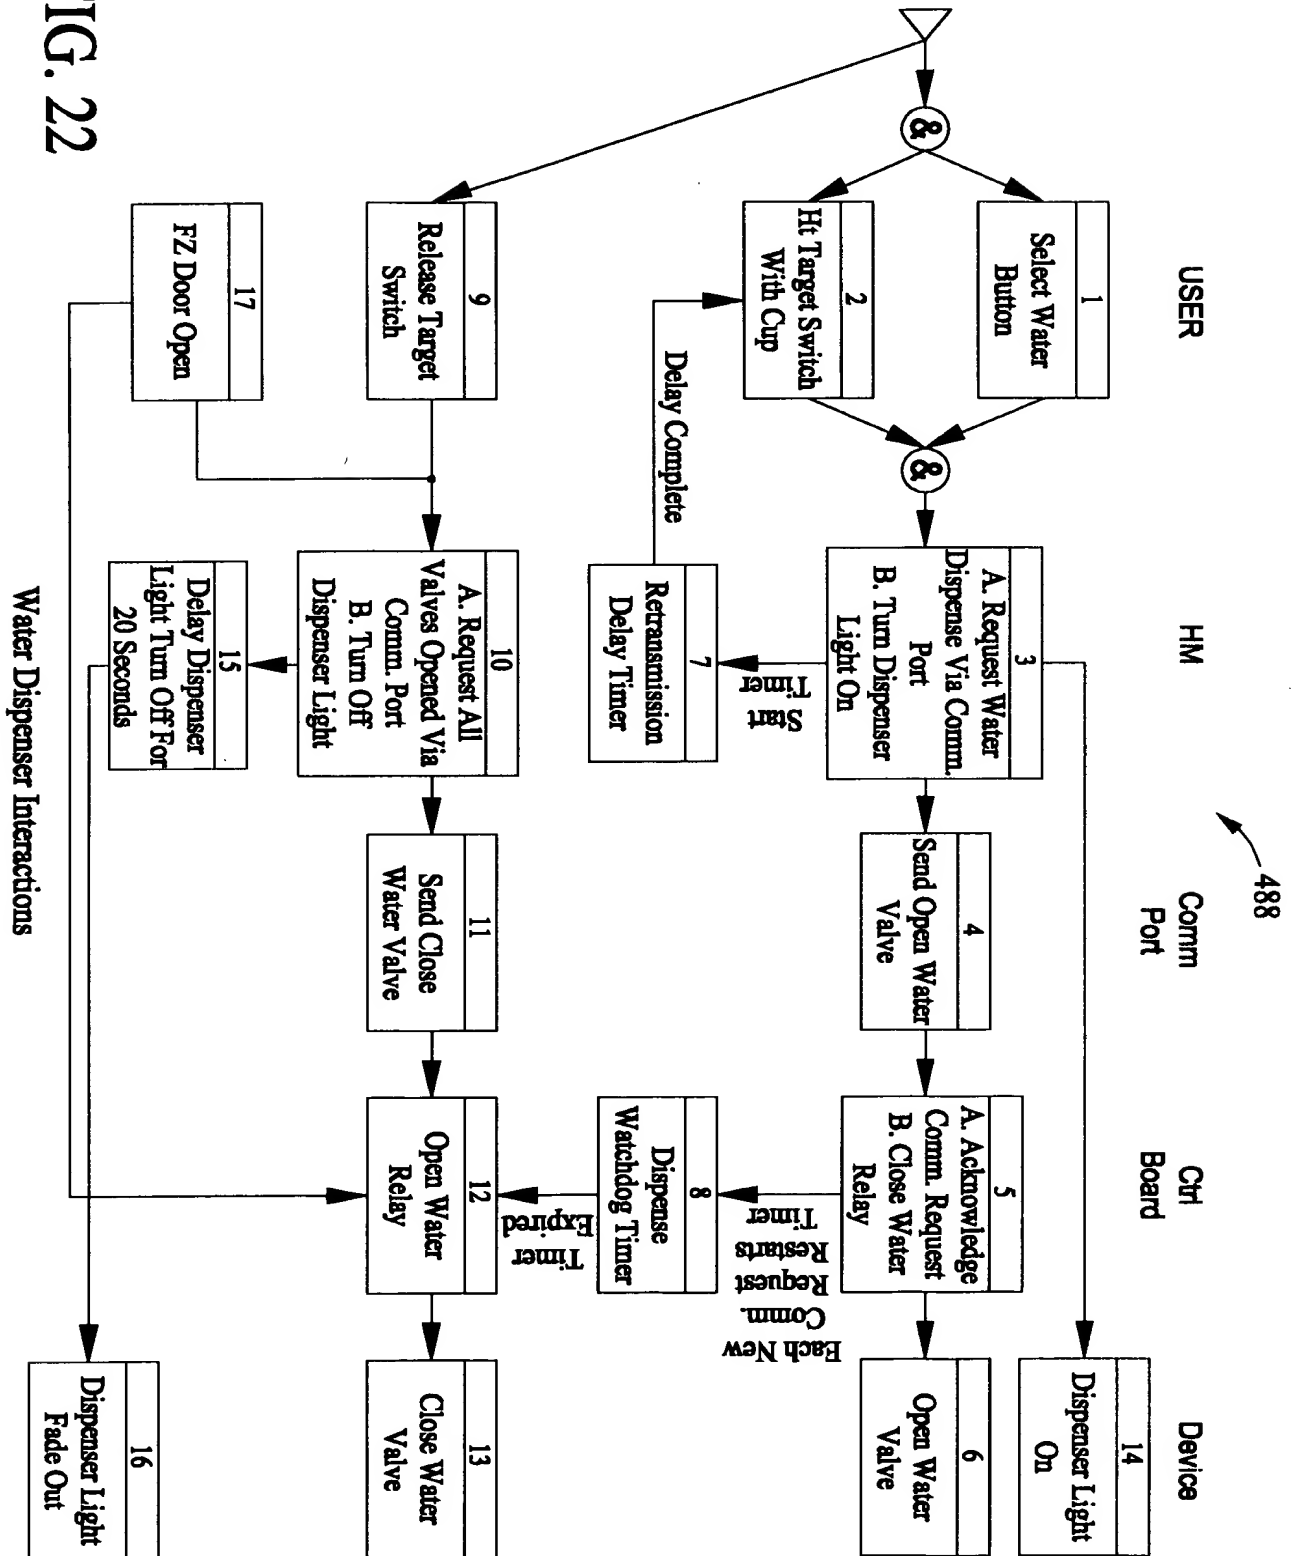 488
USER
HM
Comm
Port
Ctrl
Board
Device
&
1
Select Water
Button
2
Ht Target Switch
With Cup
&
3
A. Request Water
Dispense Via Comm.
Port
B. Turn Dispenser
Light On
4
Send Open Water
Valve
5
A. Acknowledge
Comm. Request
B. Close Water
Relay
6
Open Water
Valve
14
Dispenser Light
On
Start
Timer
7
Retransmission
Delay Timer
Delay Complete
Each New
Comm.
Request
Restarts
Timer
8
Dispense
Watchdog Timer
Timer
Expired
9
Release Target
Switch
10
A. Request All
Valves Opened Via
Comm. Port
B. Turn Off
Dispenser Light
11
Send Close
Water Valve
12
Open Water
Relay
13
Close Water
Valve
17
FZ Door Open
15
Delay Dispenser
Light Turn Off For
20 Seconds
16
Dispenser Light
Fade Out
Water Dispenser Interactions
FIG. 22